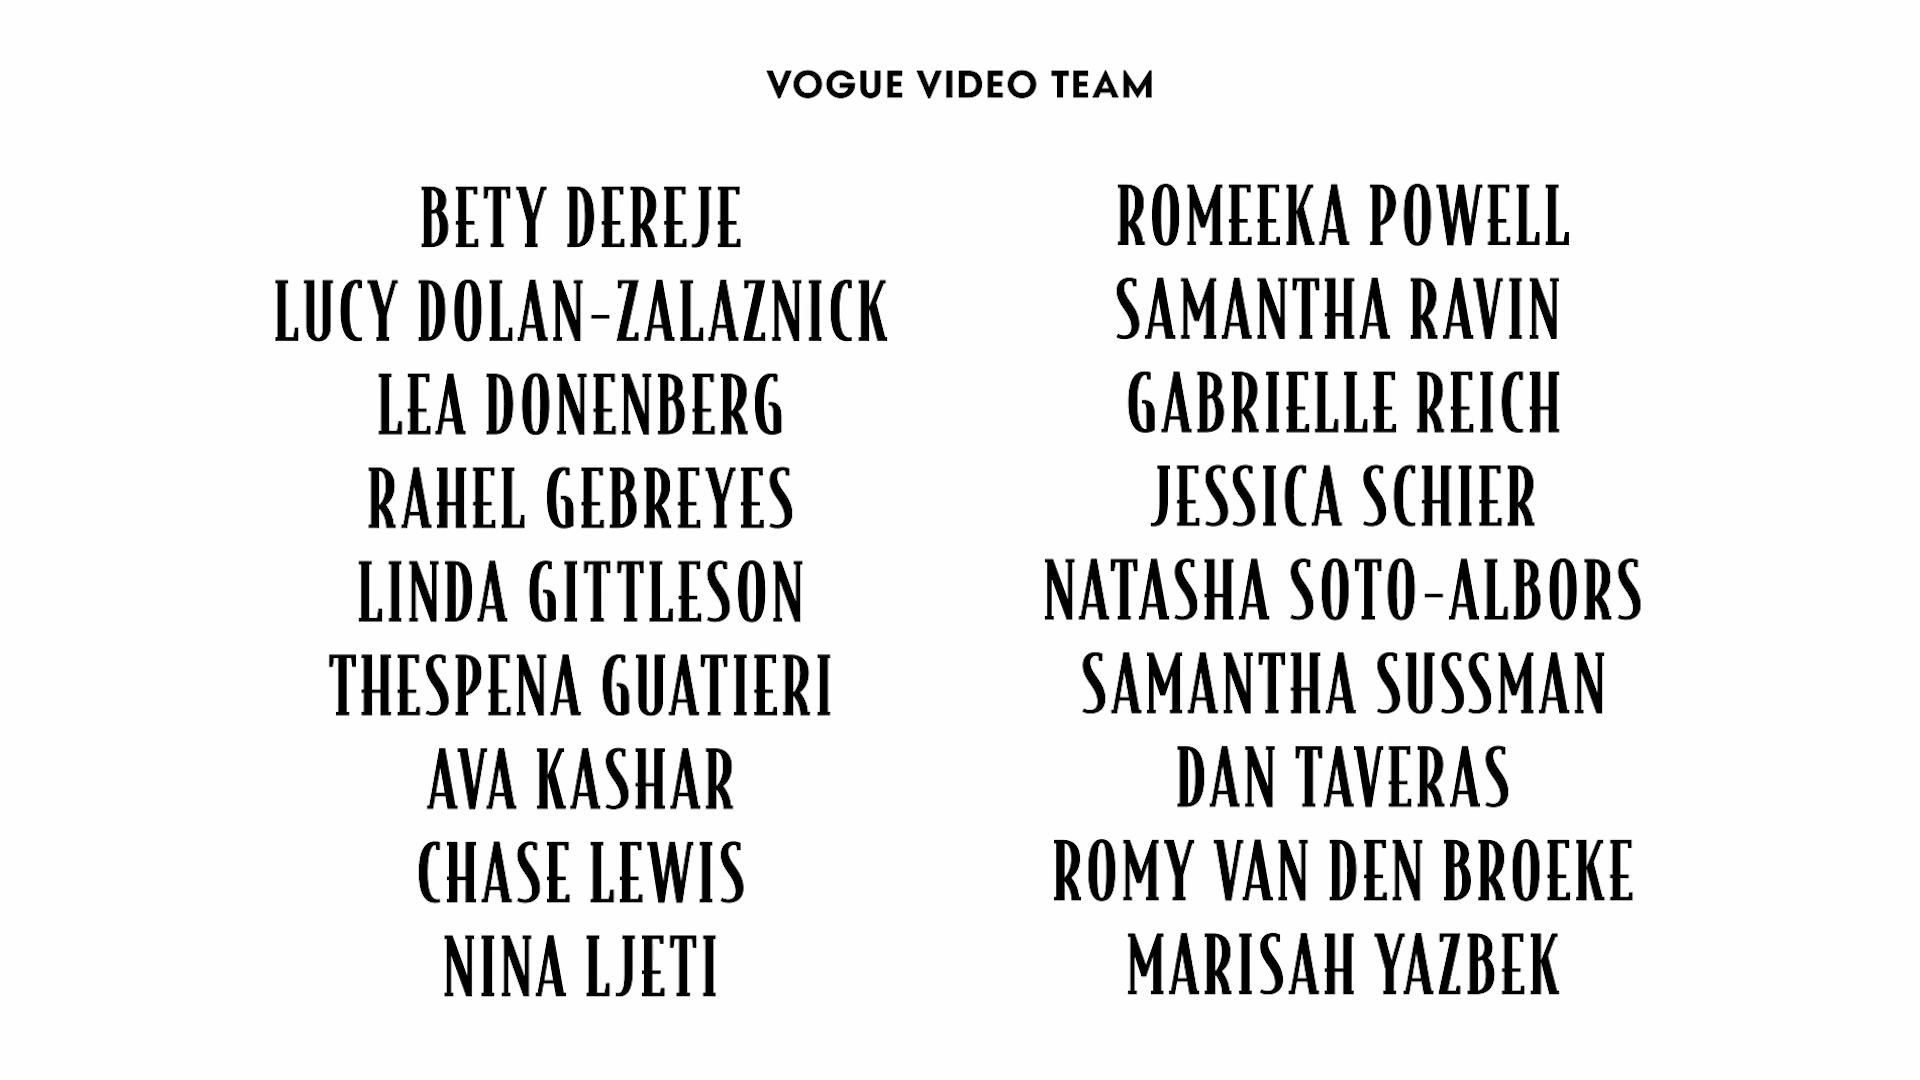 VOGUE VIDEO TEAM
BETY DEREJE
LUCY DOLAN-ZALAZNICK
LEA DONENBERG
RAHEL GEBREYES
LINDA GITTLESON
THESPENA GUATIERI
AVA KASHAR
CHASE LEWIS
NINA LJETI
ROMEEKA POWELL
SAMANTHA RAVIN
GABRIELLE REICH
JESSICA SCHIER
NATASHA SOTO-ALBORS
SAMANTHA SUSSMAN
DAN TAVERAS
ROMY VAN DEN BROEKE
MARISAH YAZBEK